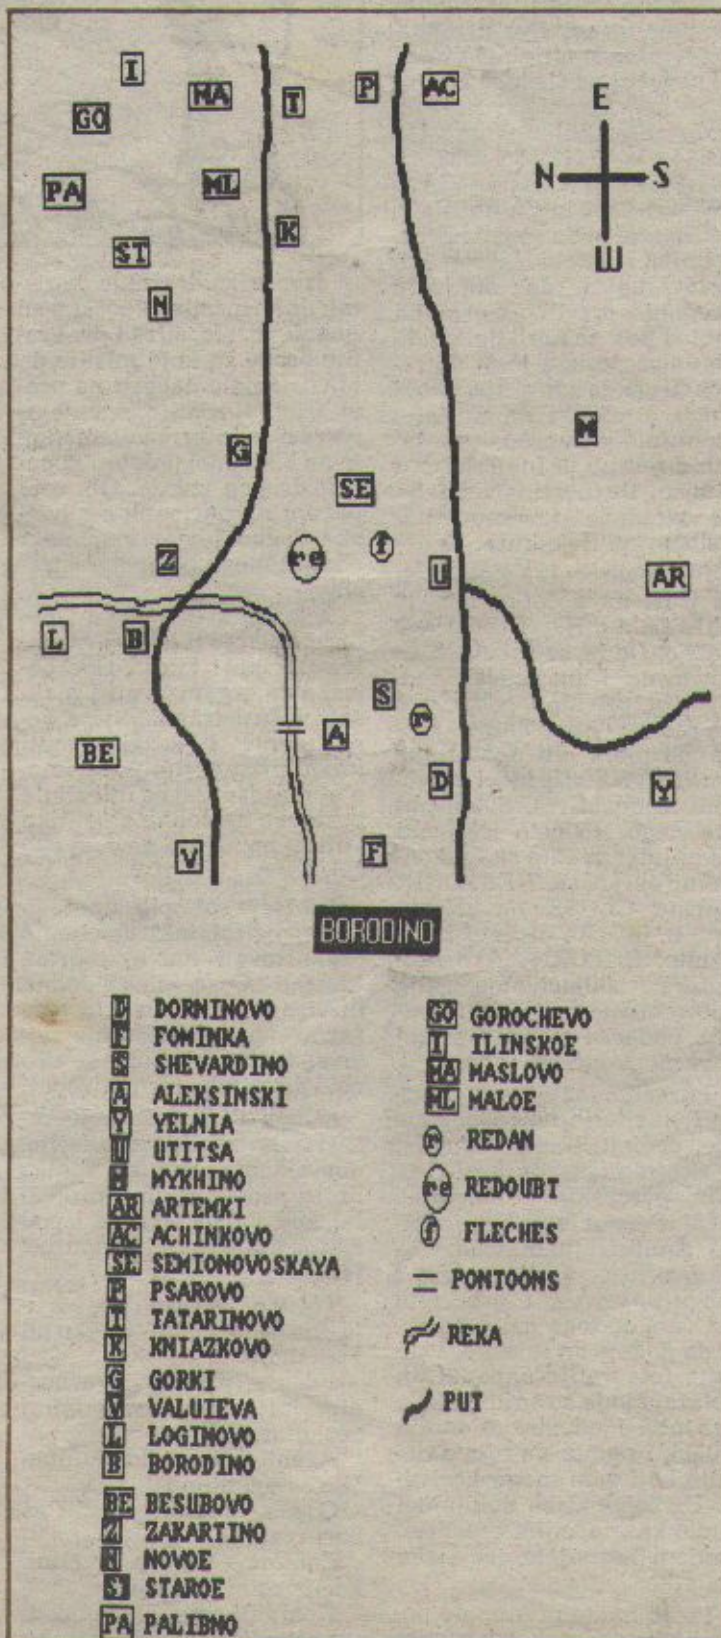 I
MA
T
P
AC
E
GO
N
S
PA
ML
K
W
ST
N
M
G
SE
re
f
Z
U
AR
L
B
S
r
A
BE
D
Y
V
F
BORODINO
D DORNINOVO
F FOMINKA
S SHEVARDINO
A ALEKSINSKI
Y YELNIA
U UTITSA
M MYKHINO
AR ARTEMKI
AC ACHINKOVO
SE SEMIONOVOSKAYA
P PSAROVO
T TATARINOVO
K KNIAZKOVO
G GORKI
V VALUIEVA
L LOGINOVO
B BORODINO
BE BESUBOVO
Z ZAKARTINO
N NOVOE
ST STAROE
PA PALIBNO
GO GOROCHEVO
I ILINSKOE
MA MASLOVO
ML MALOE
r REDAN
re REDOUBT
f FLECHES
PONTOONS
REKA
PUT